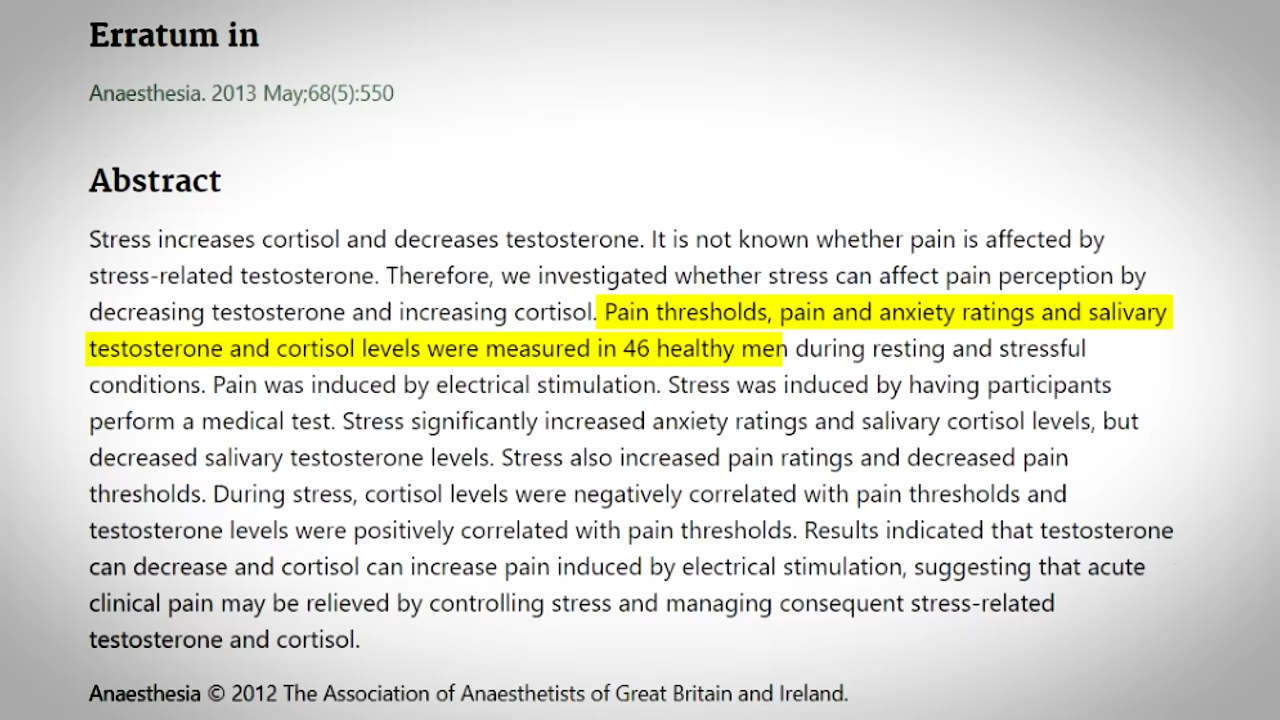 Erratum in
Anaesthesia. 2013 May;68(5):550
Abstract
Stress increases cortisol and decreases testosterone. It is not known whether pain is affected by
stress-related testosterone. Therefore, we investigated whether stress can affect pain perception by
decreasing testosterone and increasing cortisol. Pain thresholds, pain and anxiety ratings and salivary
testosterone and cortisol levels were measured in 46 healthy men during resting and stressful
conditions. Pain was induced by electrical stimulation. Stress was induced by having participants
perform a medical test. Stress significantly increased anxiety ratings and salivary cortisol levels, but
decreased salivary testosterone levels. Stress also increased pain ratings and decreased pain
thresholds. During stress, cortisol levels were negatively correlated with pain thresholds and
testosterone levels were positively correlated with pain thresholds. Results indicated that testosterone
can decrease and cortisol can increase pain induced by electrical stimulation, suggesting that acute
clinical pain may be relieved by controlling stress and managing consequent stress-related
testosterone and cortisol.
Anaesthesia © 2012 The Association of Anaesthetists of Great Britain and Ireland.